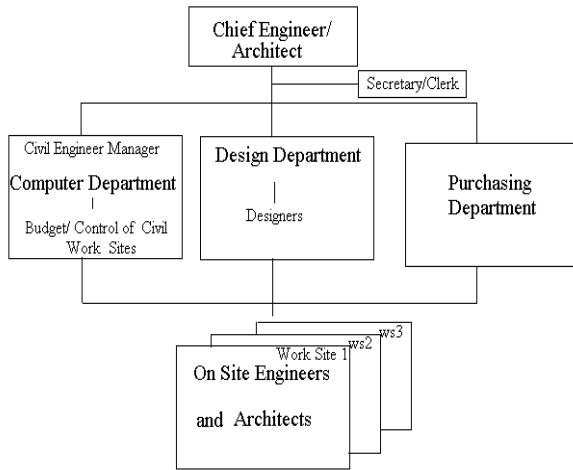 Chief Engineer/
Architect
Secretary/Clerk
Civil Engineer Manager
Computer Department
Budget/ Control of Civil
Work Sites
Design Department
Designers
Purchasing
Department
ws3
ws2
Work Site 1
On Site Engineers
and Architects